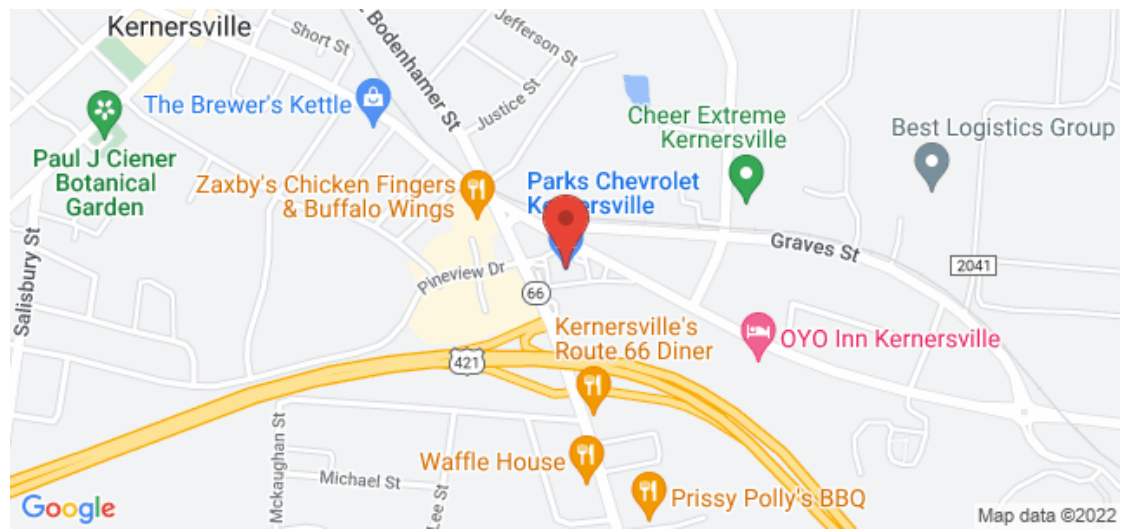 Kernersville
Short St
Bodenhamer St
Jefferson St
Justice St
The Brewer's Kettle
Cheer Extreme
Kernersville
Best Logistics Group
Paul J Ciener
Botanical
Garden
Zaxby's Chicken Fingers
& Buffalo Wings
Parks Chevrolet
Kernersville
Graves St
2041
Salisbury St
Pineview Dr
66
Kernersville's
Route 66 Diner
OYO Inn Kernersville
421
Mckaughan St
Michael St
Lee St
Waffle House
Prissy Polly's BBQ
Google
Map data ©2022